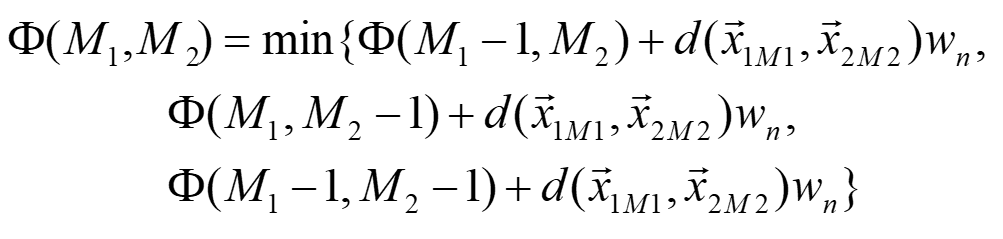 Φ(M₁,M₂) = min{Φ(M₁−1,M₂) + d(x⃗₁M1,x⃗₂M2)wₙ,
Φ(M₁,M₂−1) + d(x⃗₁M1,x⃗₂M2)wₙ,
Φ(M₁−1,M₂−1) + d(x⃗₁M1,x⃗₂M2)wₙ}